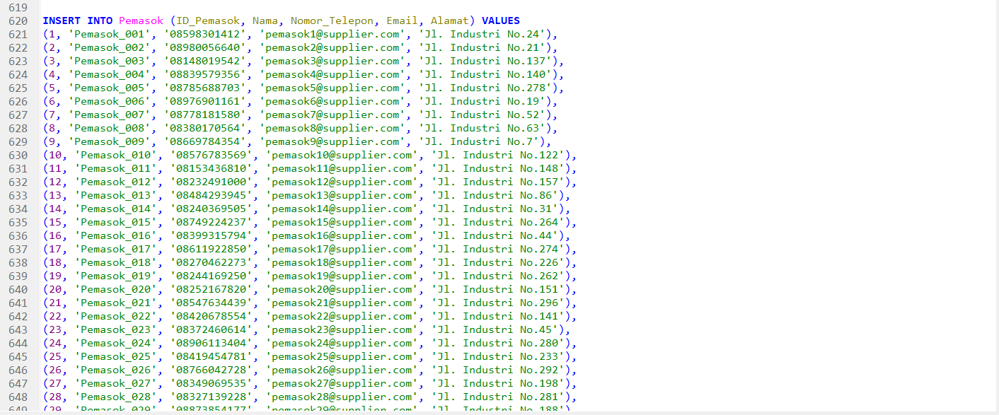 619
620 INSERT INTO Pemasok (ID_Pemasok, Nama, Nomor_Telepon, Email, Alamat) VALUES
621 (1, 'Pemasok_001', '08598301412', 'pemasok1@supplier.com', 'Jl. Industri No.24'),
622 (2, 'Pemasok_002', '08980056640', 'pemasok2@supplier.com', 'Jl. Industri No.21'),
623 (3, 'Pemasok_003', '08148019542', 'pemasok3@supplier.com', 'Jl. Industri No.137'),
624 (4, 'Pemasok_004', '08839579356', 'pemasok4@supplier.com', 'Jl. Industri No.140'),
625 (5, 'Pemasok_005', '08785688703', 'pemasok5@supplier.com', 'Jl. Industri No.278'),
626 (6, 'Pemasok_006', '08976901161', 'pemasok6@supplier.com', 'Jl. Industri No.19'),
627 (7, 'Pemasok_007', '08778181580', 'pemasok7@supplier.com', 'Jl. Industri No.52'),
628 (8, 'Pemasok_008', '08380170564', 'pemasok8@supplier.com', 'Jl. Industri No.63'),
629 (9, 'Pemasok_009', '08669784354', 'pemasok9@supplier.com', 'Jl. Industri No.7'),
630 (10, 'Pemasok_010', '08576783569', 'pemasok10@supplier.com', 'Jl. Industri No.122'),
631 (11, 'Pemasok_011', '08153436810', 'pemasok11@supplier.com', 'Jl. Industri No.148'),
632 (12, 'Pemasok_012', '08232491000', 'pemasok12@supplier.com', 'Jl. Industri No.157'),
633 (13, 'Pemasok_013', '08484293945', 'pemasok13@supplier.com', 'Jl. Industri No.86'),
634 (14, 'Pemasok_014', '08240369505', 'pemasok14@supplier.com', 'Jl. Industri No.31'),
635 (15, 'Pemasok_015', '08749224237', 'pemasok15@supplier.com', 'Jl. Industri No.264'),
636 (16, 'Pemasok_016', '08399315794', 'pemasok16@supplier.com', 'Jl. Industri No.44'),
637 (17, 'Pemasok_017', '08611922850', 'pemasok17@supplier.com', 'Jl. Industri No.274'),
638 (18, 'Pemasok_018', '08270462273', 'pemasok18@supplier.com', 'Jl. Industri No.226'),
639 (19, 'Pemasok_019', '08244169250', 'pemasok19@supplier.com', 'Jl. Industri No.262'),
640 (20, 'Pemasok_020', '08252167820', 'pemasok20@supplier.com', 'Jl. Industri No.151'),
641 (21, 'Pemasok_021', '08547634439', 'pemasok21@supplier.com', 'Jl. Industri No.296'),
642 (22, 'Pemasok_022', '08420678554', 'pemasok22@supplier.com', 'Jl. Industri No.141'),
643 (23, 'Pemasok_023', '08372460614', 'pemasok23@supplier.com', 'Jl. Industri No.45'),
644 (24, 'Pemasok_024', '08906113404', 'pemasok24@supplier.com', 'Jl. Industri No.280'),
645 (25, 'Pemasok_025', '08419454781', 'pemasok25@supplier.com', 'Jl. Industri No.233'),
646 (26, 'Pemasok_026', '08766042728', 'pemasok26@supplier.com', 'Jl. Industri No.292'),
647 (27, 'Pemasok_027', '08349069535', 'pemasok27@supplier.com', 'Jl. Industri No.198'),
648 (28, 'Pemasok_028', '08327139228', 'pemasok28@supplier.com', 'Jl. Industri No.281'),
649 (29, 'Pemasok_029', '08873854177', 'pemasok29@supplier.com', 'Jl. Industri No.188'),